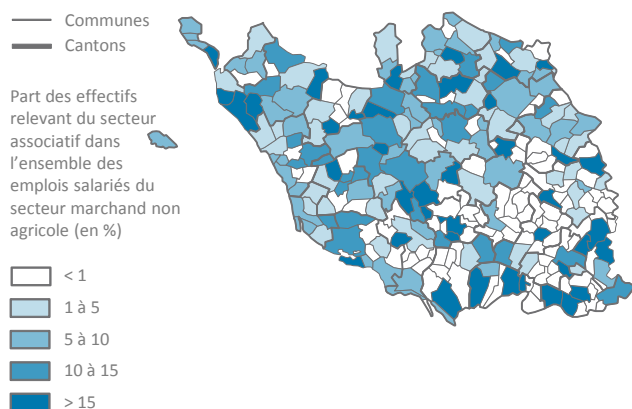 Communes
Cantons
Part des effectifs
relevant du secteur
associatif dans
l'ensemble des
emplois salariés du
secteur marchand non
agricole (en %)
< 1
1 à 5
5 à 10
10 à 15
> 15